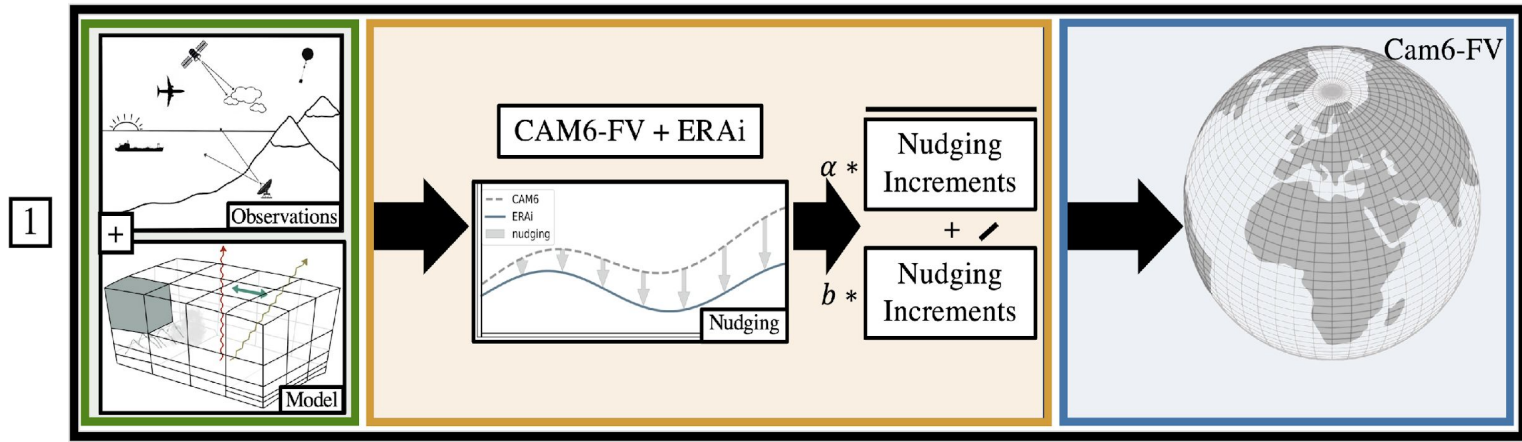 1
Observations
+
Model
CAM6-FV + ERAi
CAM6
ERAi
nudging
Nudging
α *
Nudging
Increments
+
b *
Nudging
Increments
Cam6-FV